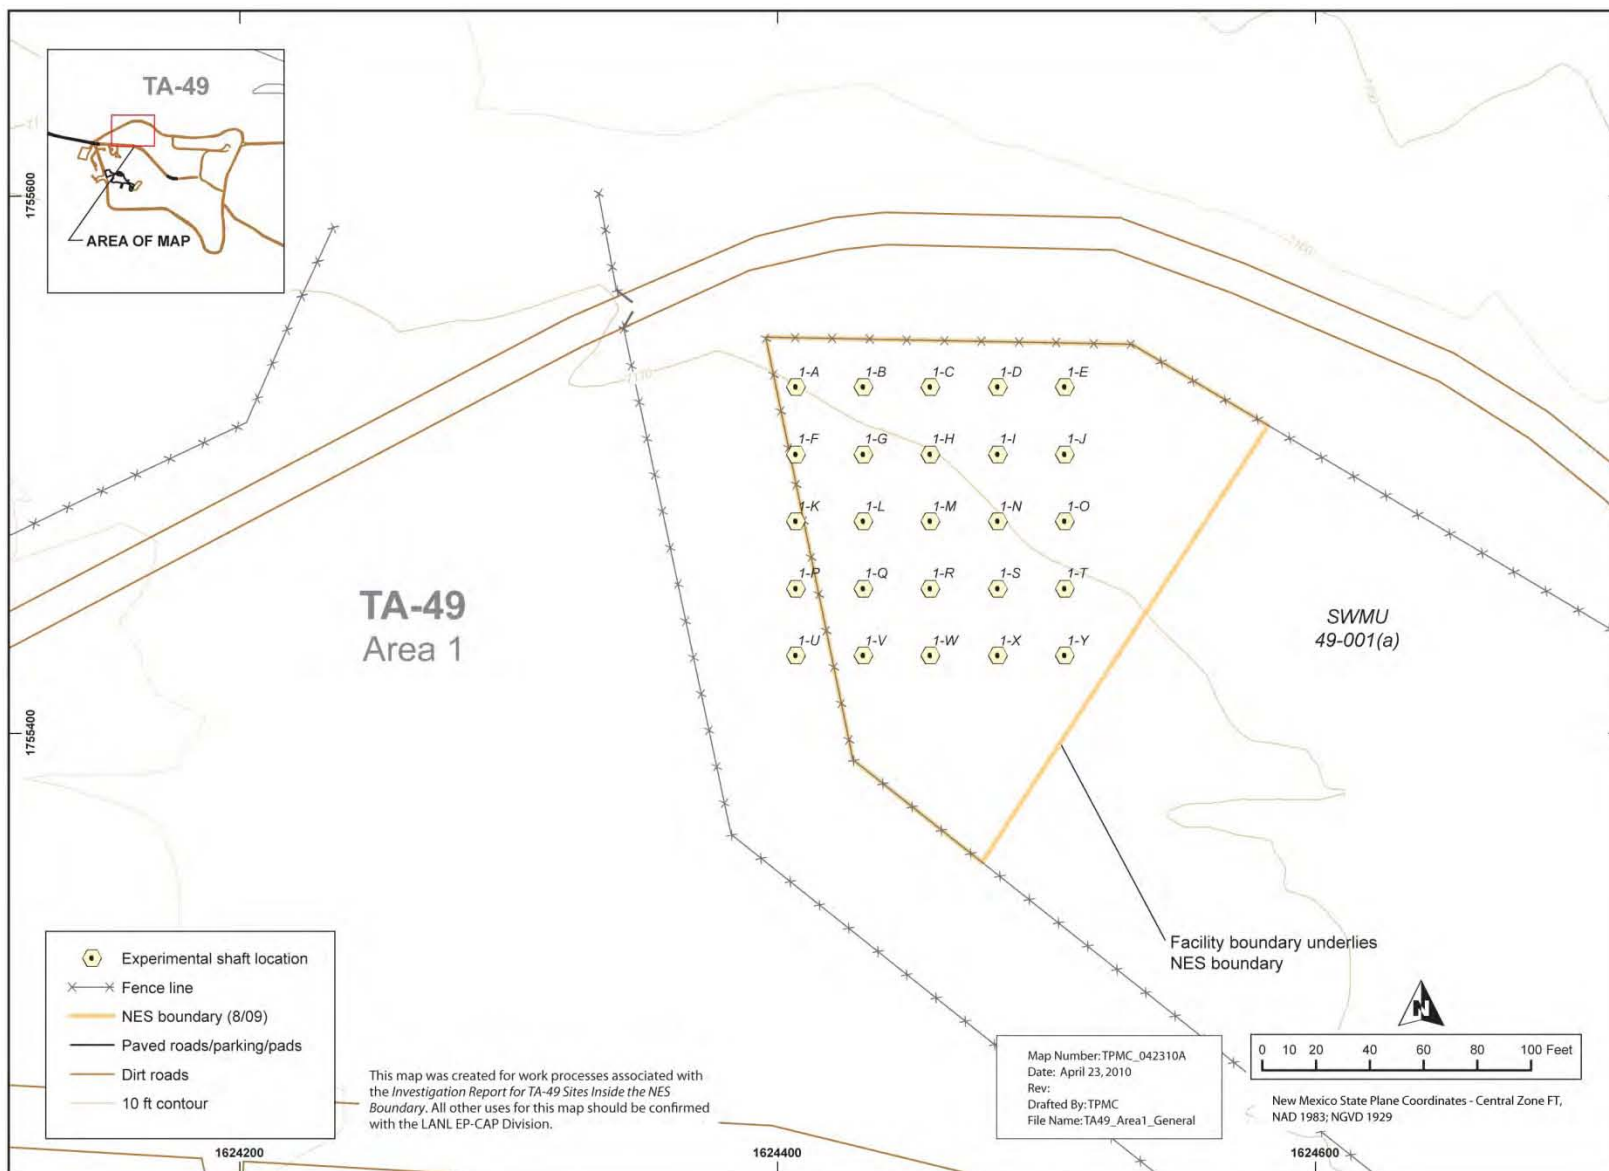 TA-49
AREA OF MAP
1755600
7160
7150
7170
1-A 1-B 1-C 1-D 1-E
1-F 1-G 1-H 1-I 1-J
1-K 1-L 1-M 1-N 1-O
1-P 1-Q 1-R 1-S 1-T
1-U 1-V 1-W 1-X 1-Y
TA-49
Area 1
SWMU
49-001(a)
1755400
Facility boundary underlies
NES boundary
Experimental shaft location
Fence line
NES boundary (8/09)
Paved roads/parking/pads
Dirt roads
10 ft contour
This map was created for work processes associated with
the Investigation Report for TA-49 Sites Inside the NES
Boundary. All other uses for this map should be confirmed
with the LANL EP-CAP Division.
Map Number: TPMC_042310A
Date: April 23, 2010
Rev:
Drafted By: TPMC
File Name: TA49_Area1_General
N
0 10 20 40 60 80 100 Feet
New Mexico State Plane Coordinates - Central Zone FT,
NAD 1983; NGVD 1929
1624200 1624400 1624600